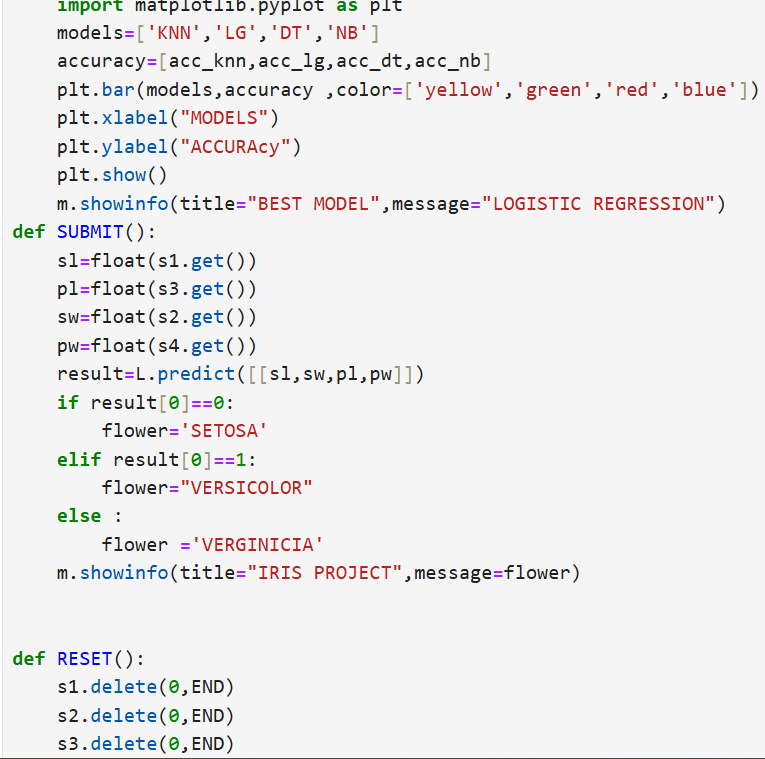 import matplotlib.pyplot as plt
models=['KNN','LG','DT','NB']
accuracy=[acc_knn,acc_lg,acc_dt,acc_nb]
plt.bar(models,accuracy ,color=['yellow','green','red','blue'])
plt.xlabel("MODELS")
plt.ylabel("ACCURAcy")
plt.show()
m.showinfo(title="BEST MODEL",message="LOGISTIC REGRESSION")
def SUBMIT():
sl=float(s1.get())
pl=float(s3.get())
sw=float(s2.get())
pw=float(s4.get())
result=L.predict([[sl,sw,pl,pw]])
if result[0]==0:
flower='SETOSA'
elif result[0]==1:
flower="VERSICOLOR"
else :
flower ='VERGINICIA'
m.showinfo(title="IRIS PROJECT",message=flower)
def RESET():
s1.delete(0,END)
s2.delete(0,END)
s3.delete(0,END)